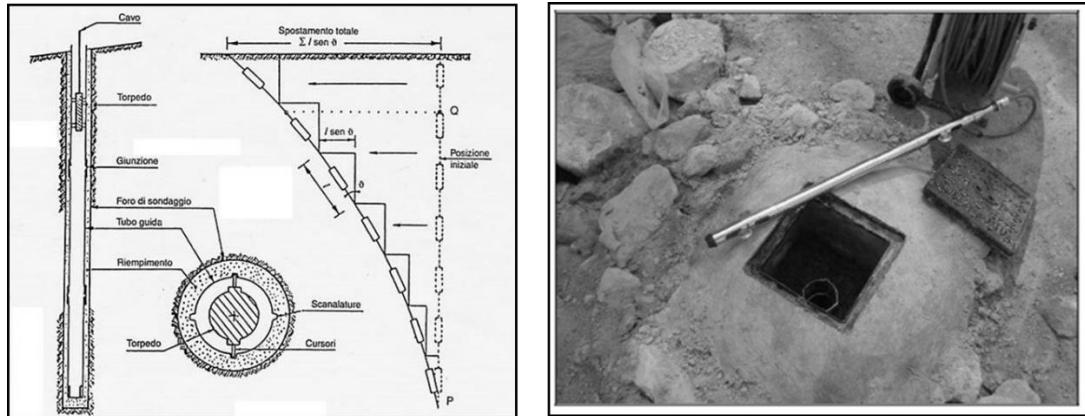 Cavo
Torpedo
Giunzione
Foro di sondaggio
Tubo guida
Riempimento
Torpedo
Scanalature
Cursori
Spostamento totale
Σ l sen ϑ
Q
l sen ϑ
Posizione
iniziale
l
ϑ
P